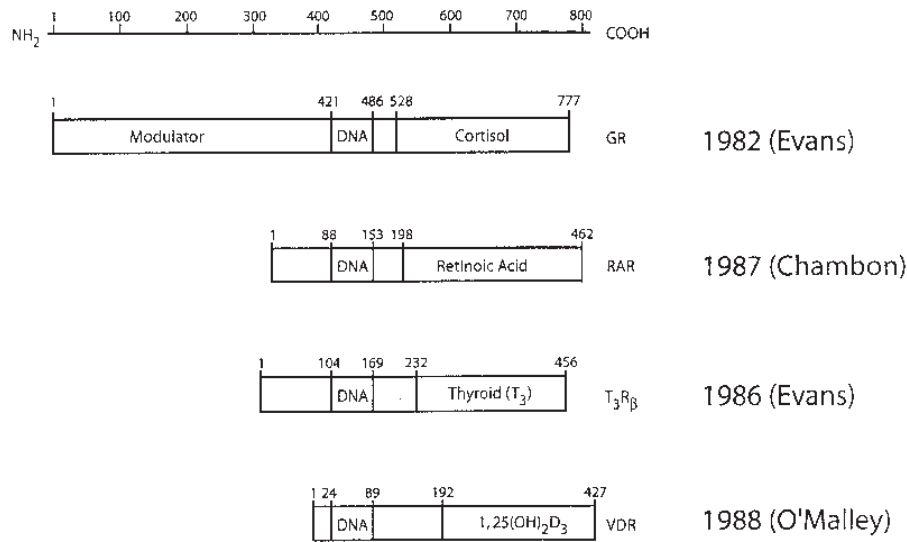 1 100 200 300 400 500 600 700 800
NH2 COOH
1 421 486 528 777
Modulator DNA Cortisol GR 1982 (Evans)
1 88 153 198 462
DNA Retinoic Acid RAR 1987 (Chambon)
1 104 169 232 456
DNA Thyroid (T3) T3Rβ 1986 (Evans)
1 24 89 192 427
DNA 1,25(OH)2D3 VDR 1988 (O'Malley)